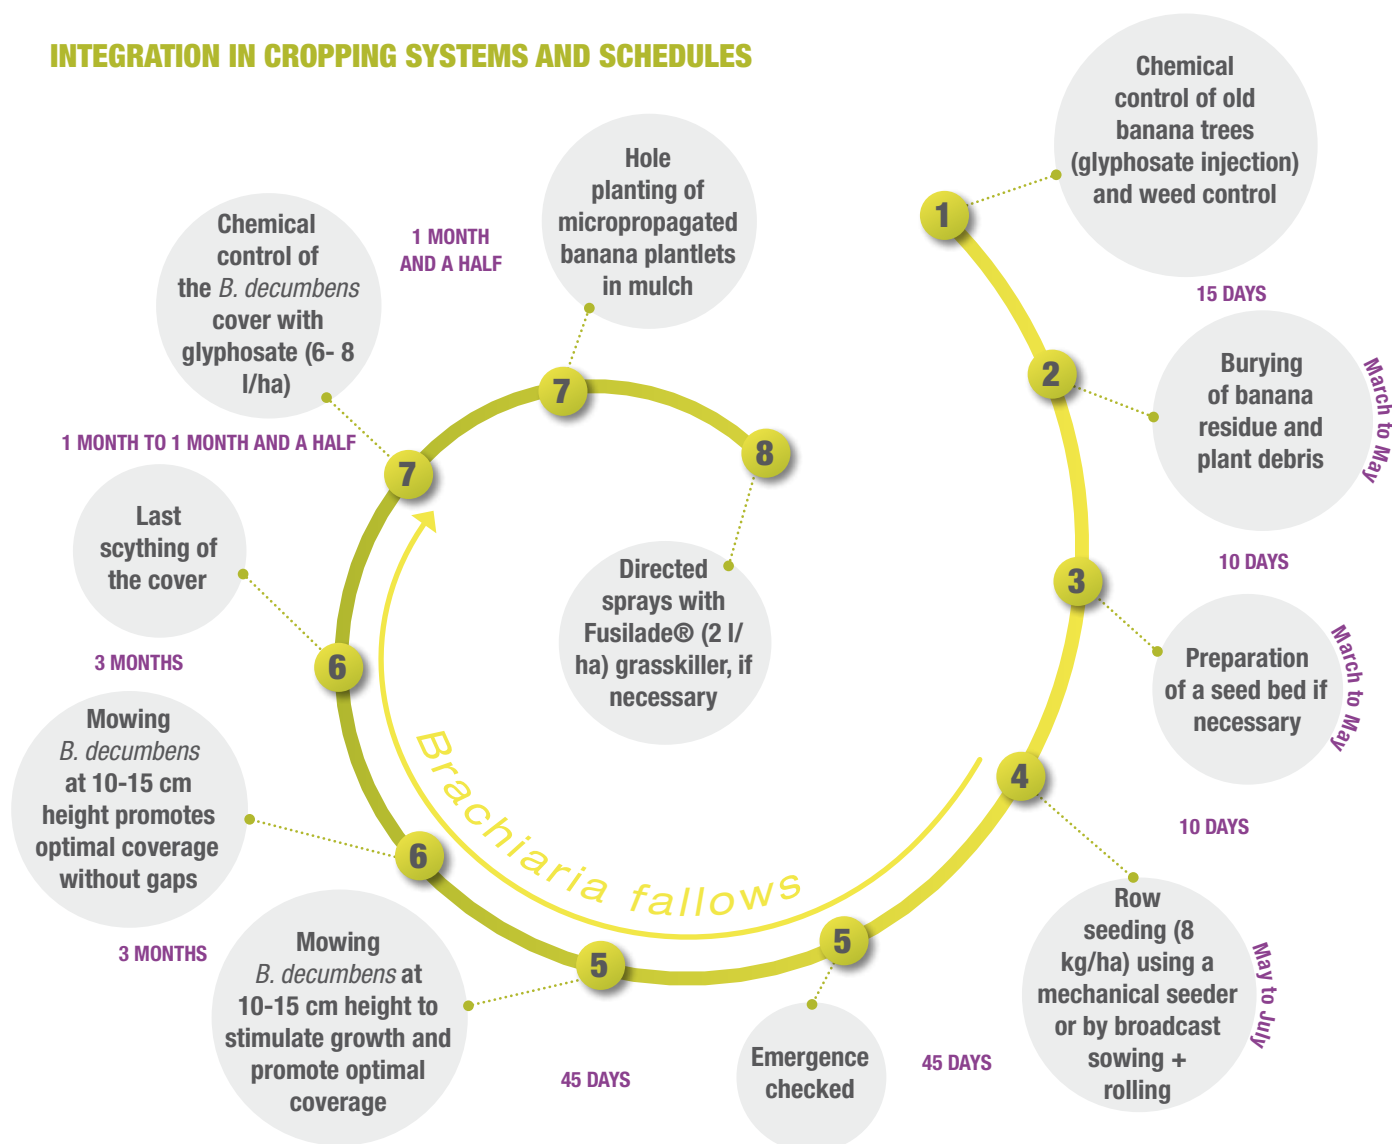 INTEGRATION IN CROPPING SYSTEMS AND SCHEDULES
1
Chemical
control of old
banana trees
(glyphosate injection)
and weed control
15 DAYS
2
Burying
of banana
residue and
plant debris
March to May
10 DAYS
3
Preparation
of a seed bed if
necessary
March to May
10 DAYS
4
Row
seeding (8
kg/ha) using a
mechanical seeder
or by broadcast
sowing +
rolling
May to July
45 DAYS
5
Emergence
checked
45 DAYS
5
Mowing
B. decumbens at
10-15 cm height to
stimulate growth and
promote optimal
coverage
3 MONTHS
6
Mowing
B. decumbens
at 10-15 cm
height promotes
optimal coverage
without gaps
3 MONTHS
6
Last
scything of
the cover
1 MONTH TO 1 MONTH AND A HALF
7
Chemical
control of
the B. decumbens
cover with
glyphosate (6- 8
l/ha)
1 MONTH
AND A HALF
7
Hole
planting of
micropropagated
banana plantlets
in mulch
8
Directed
sprays with
Fusilade® (2 l/
ha) grasskiller, if
necessary
Brachiaria fallows